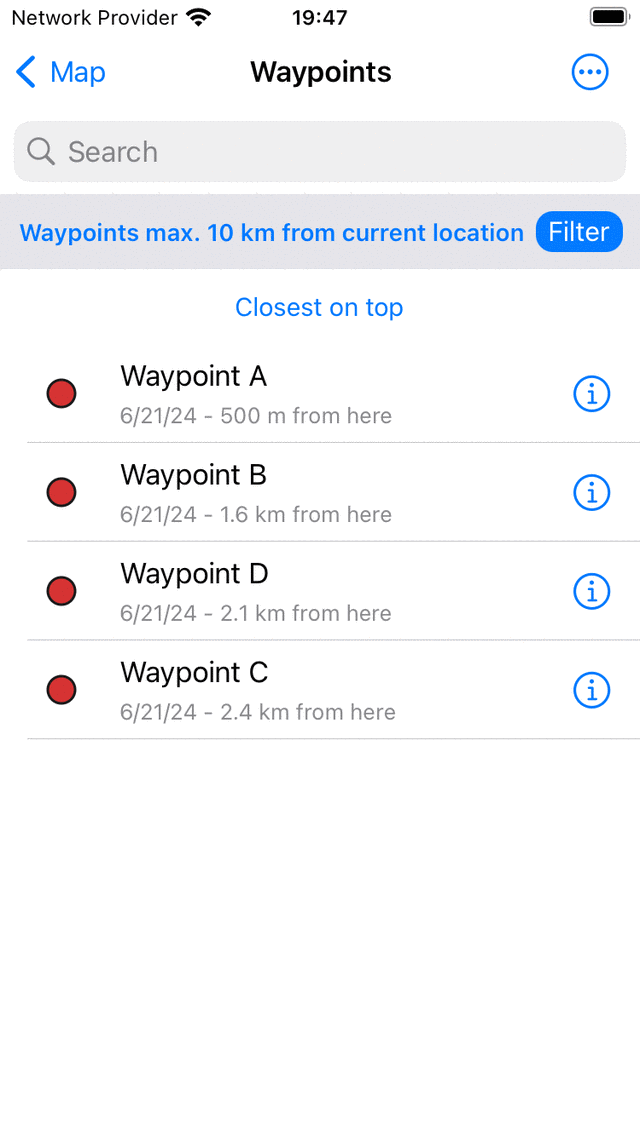 Network Provider 19:47
Map Waypoints
Search
Waypoints max. 10 km from current location Filter
Closest on top
Waypoint A
6/21/24 - 500 m from here
Waypoint B
6/21/24 - 1.6 km from here
Waypoint D
6/21/24 - 2.1 km from here
Waypoint C
6/21/24 - 2.4 km from here